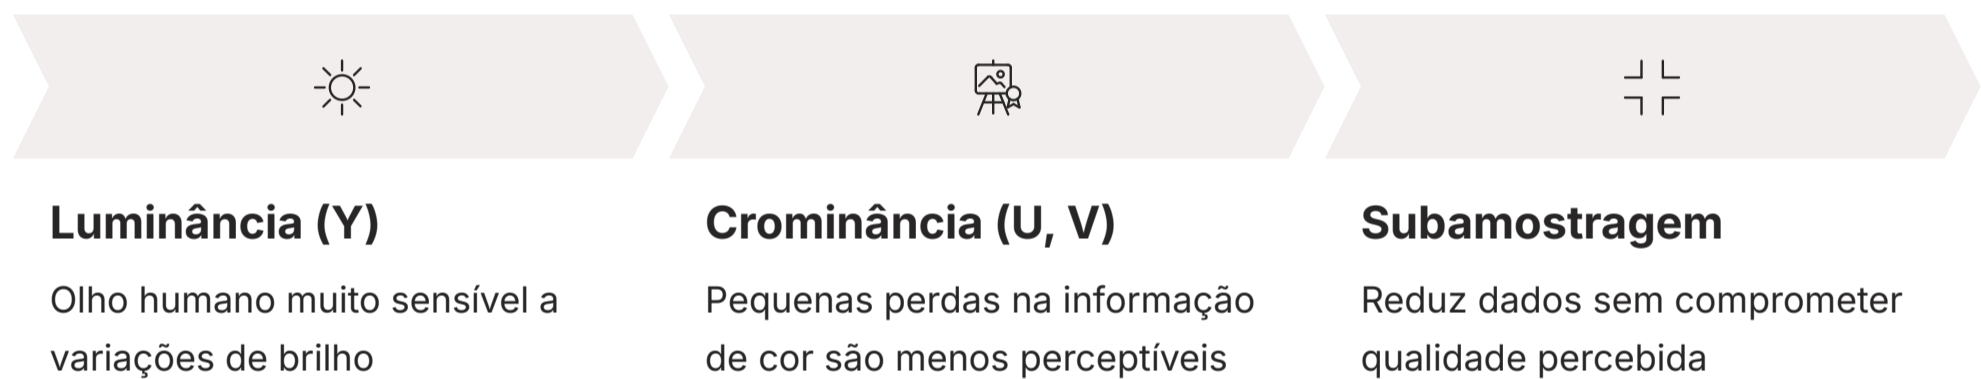 Luminância (Y)
Olho humano muito sensível a
variações de brilho
Crominância (U, V)
Pequenas perdas na informação
de cor são menos perceptíveis
Subamostragem
Reduz dados sem comprometer
qualidade percebida